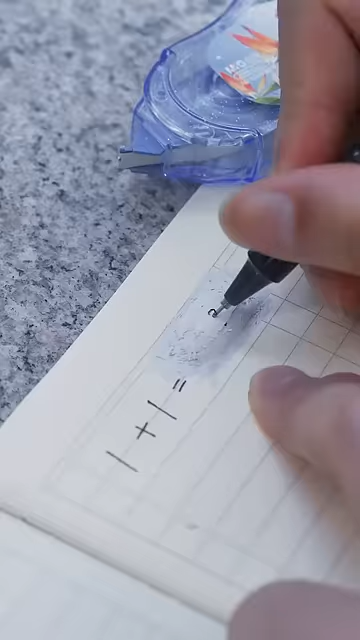 1 + 1 =